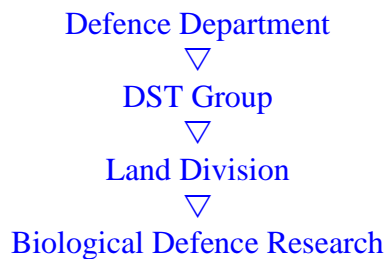 Defence Department
▽
DST Group
▽
Land Division
▽
Biological Defence Research